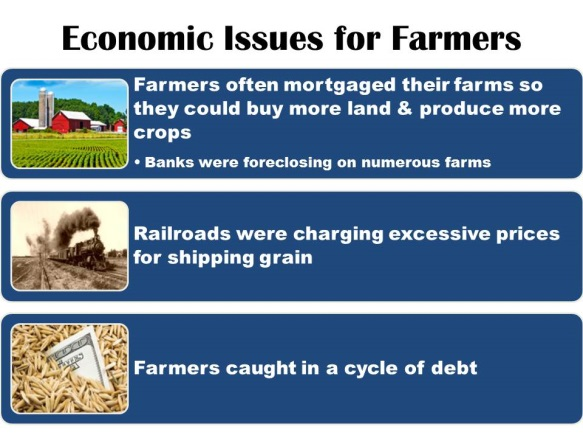 Economic Issues for Farmers
Farmers often mortgaged their farms so
they could buy more land & produce more
crops
• Banks were foreclosing on numerous farms
Railroads were charging excessive prices
for shipping grain
Farmers caught in a cycle of debt